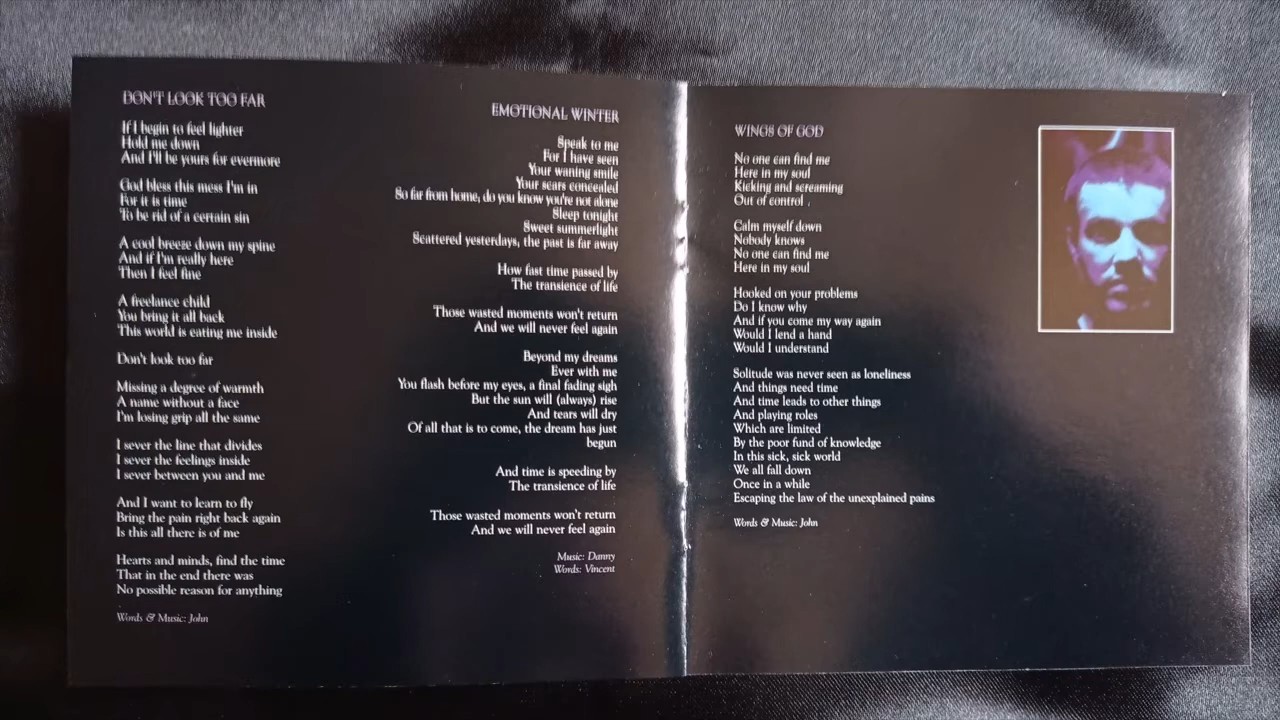 DON'T LOOK TOO FAR
If I begin to feel lighter
Hold me down
And I'll be yours for evermore
God bless this mess I'm in
For it is time
To be rid of a certain sin
A cool breeze down my spine
And if I'm really here
Then I feel fine
A freelance child
You bring it all back
This world is eating me inside
Don't look too far
Missing a degree of warmth
A name without a face
I'm losing grip all the same
I sever the line that divides
I sever the feelings inside
I sever between you and me
And I want to learn to fly
Bring the pain right back again
Is this all there is of me
Hearts and minds, find the time
That in the end there was
No possible reason for anything
Words & Music: John
EMOTIONAL WINTER
Speak to me
For I have seen
Your waning smile
Your scars concealed
So far from home, do you know you're not alone
Sleep tonight
Sweet summerlight
Scattered yesterdays, the past is far away
How fast time passed by
The transience of life
Those wasted moments won't return
And we will never feel again
Beyond my dreams
Ever with me
You flash before my eyes, a final fading sigh
But the sun will (always) rise
And tears will dry
Of all that is to come, the dream has just
begun
And time is speeding by
The transience of life
Those wasted moments won't return
And we will never feel again
Music: Danny
Words: Vincent
WINGS OF GOD
No one can find me
Here in my soul
Kicking and screaming
Out of control .
Calm myself down
Nobody knows
No one can find me
Here in my soul
Hooked on your problems
Do I know why
And if you come my way again
Would I lend a hand
Would I understand
Solitude was never seen as loneliness
And things need time
And time leads to other things
And playing roles
Which are limited
By the poor fund of knowledge
In this sick, sick world
We all fall down
Once in a while
Escaping the law of the unexplained pains
Words & Music: John